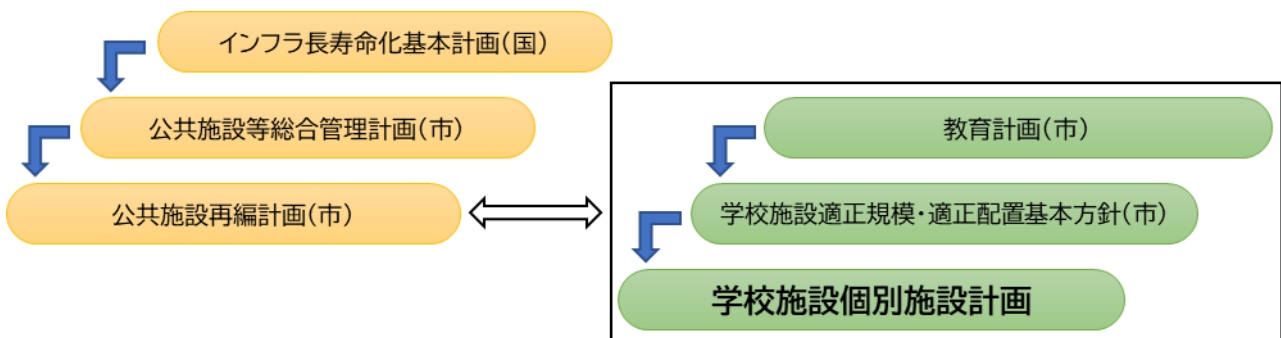 インフラ長寿命化基本計画(国)
公共施設等総合管理計画(市)
公共施設再編計画(市)
教育計画(市)
学校施設適正規模・適正配置基本方針(市)
学校施設個別施設計画